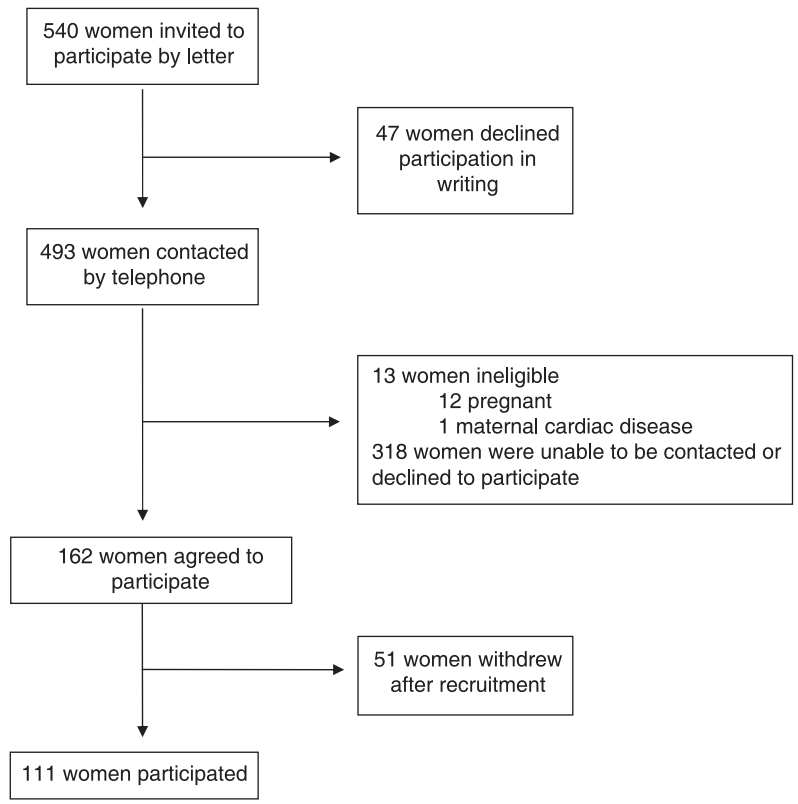 540 women invited to
participate by letter
47 women declined
participation in
writing
493 women contacted
by telephone
13 women ineligible
12 pregnant
1 maternal cardiac disease
318 women were unable to be contacted or
declined to participate
162 women agreed to
participate
51 women withdrew
after recruitment
111 women participated